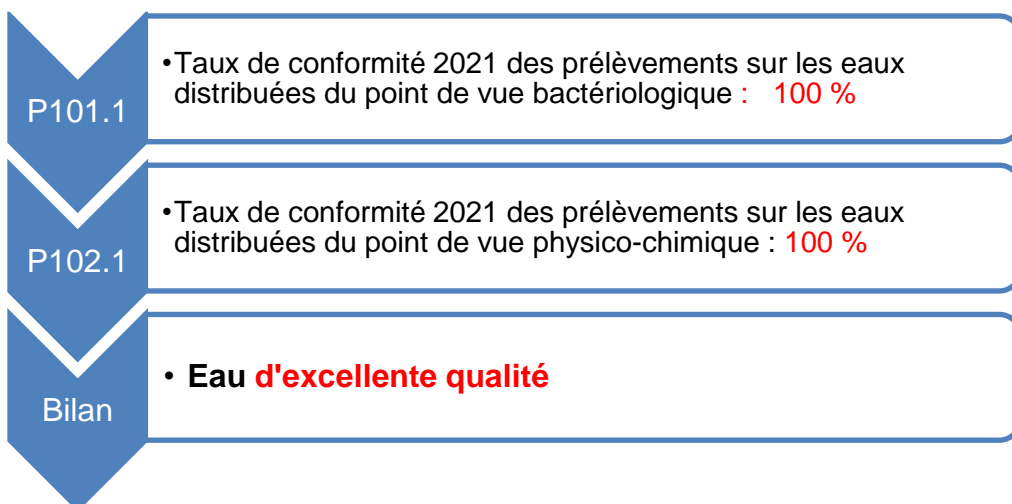 P101.1
•Taux de conformité 2021 des prélèvements sur les eaux
distribuées du point de vue bactériologique : 100 %
P102.1
•Taux de conformité 2021 des prélèvements sur les eaux
distribuées du point de vue physico-chimique : 100 %
Bilan
• Eau d'excellente qualité